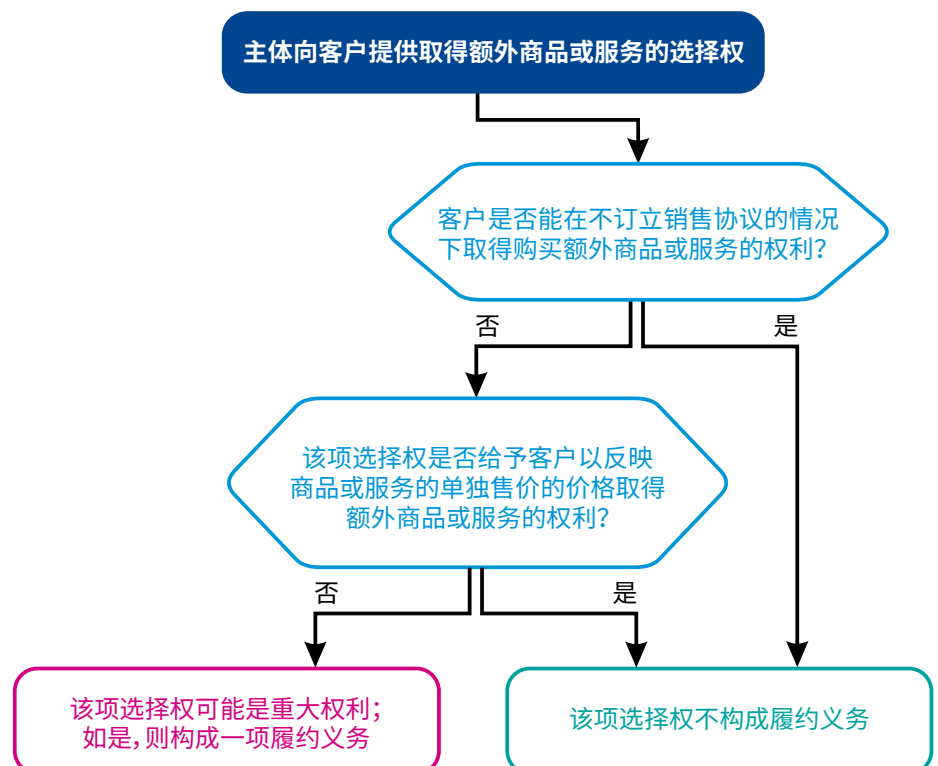 主体向客户提供取得额外商品或服务的选择权
客户是否能在不订立销售协议的情况
下取得购买额外商品或服务的权利？
否
是
该项选择权是否给予客户以反映
商品或服务的单独售价的价格取得
额外商品或服务的权利？
否
是
该项选择权可能是重大权利；
如是，则构成一项履约义务
该项选择权不构成履约义务